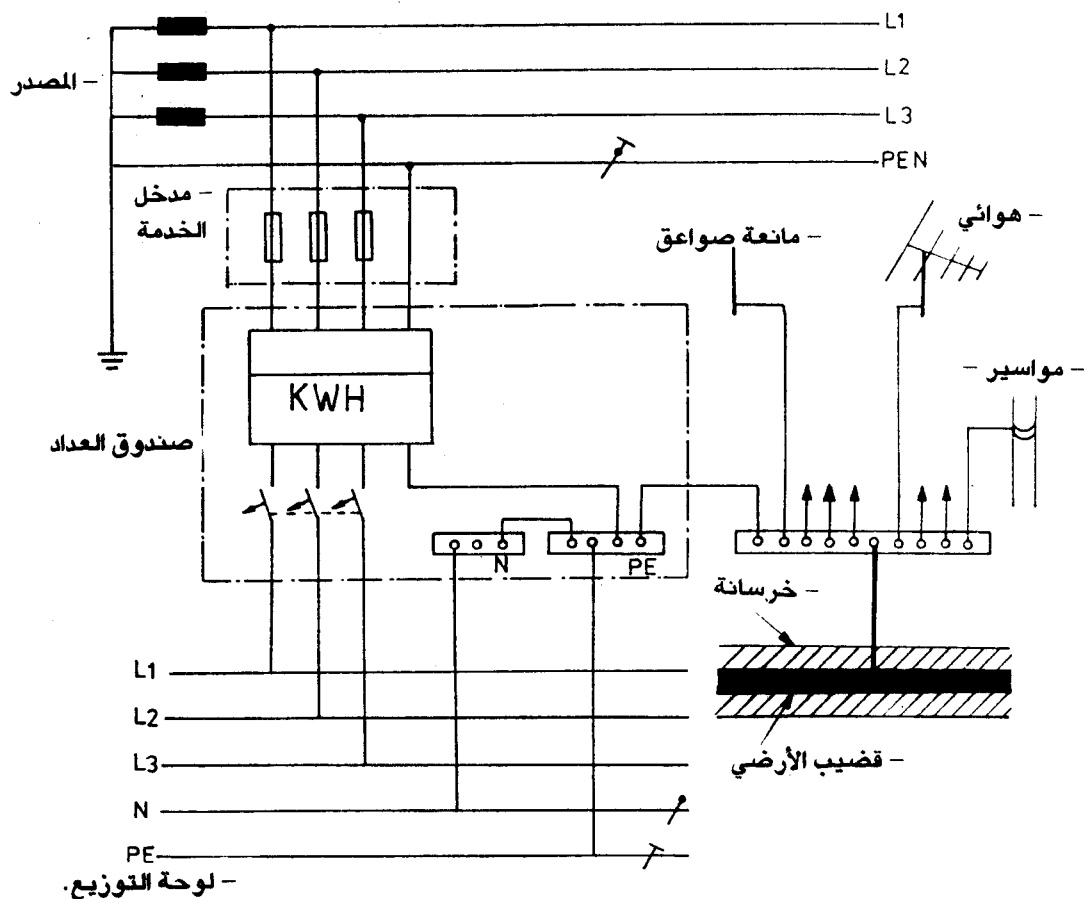 L1
L2
– المصدر
L3
PEN
– مدخل
الخدمة
– هوائي
– مانعة صواعق
– مواسير –
KWH
صندوق العداد
N
PE
– خرسانة
L1
L2
L3
– قضيب الأرضي
N
PE
– لوحة التوزيع.